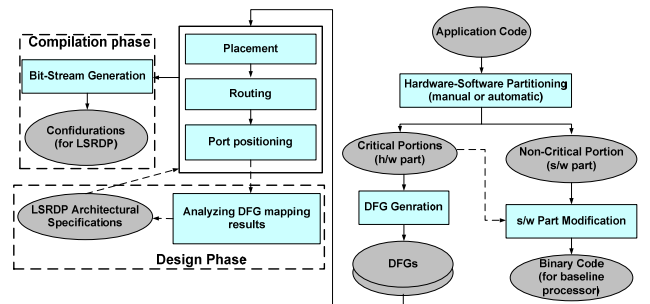 Compilation phase
Bit-Stream Generation
Confidurations
(for LSRDP)
Placement
Routing
Port positioning
LSRDP Architectural
Specifications
Analyzing DFG mapping
results
Design Phase
Application Code
Hardware-Software Partitioning
(manual or automatic)
Critical Portions
(h/w part)
Non-Critical Portion
(s/w part)
DFG Genration
s/w Part Modification
DFGs
Binary Code
(for baseline
processor)